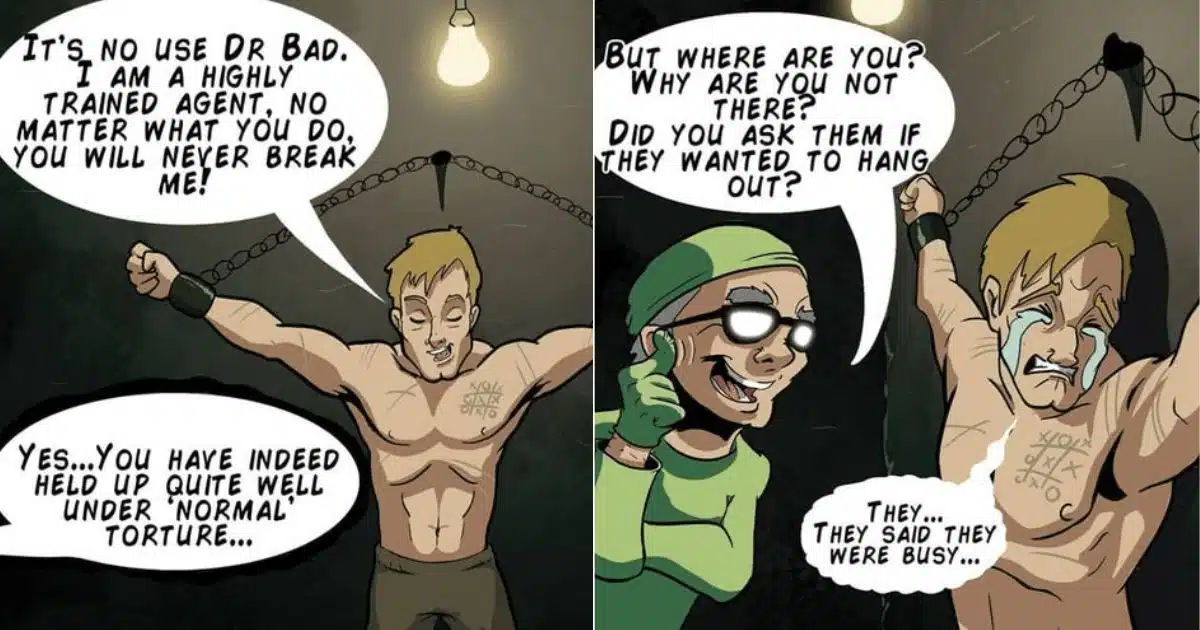 IT'S NO USE DR BAD.
I AM A HIGHLY
TRAINED AGENT, NO
MATTER WHAT YOU DO,
YOU WILL NEVER BREAK
ME!
YES...YOU HAVE INDEED
HELD UP QUITE WELL
UNDER 'NORMAL'
TORTURE...
BUT WHERE ARE YOU?
WHY ARE YOU NOT
THERE?
DID YOU ASK THEM IF
THEY WANTED TO HANG
OUT?
THEY...
THEY SAID THEY
WERE BUSY...